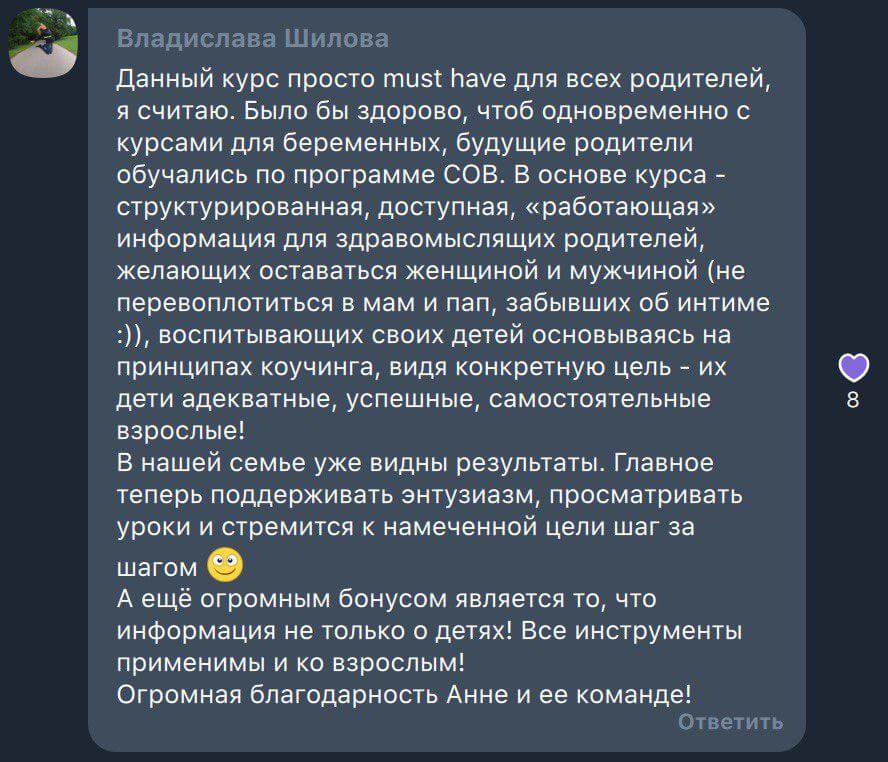 Владислава Шилова
Данный курс просто must have для всех родителей,
я считаю. Было бы здорово, чтоб одновременно с
курсами для беременных, будущие родители
обучались по программе СОВ. В основе курса -
структурированная, доступная, «работающая»
информация для здравомыслящих родителей,
желающих оставаться женщиной и мужчиной (не
перевоплотиться в мам и пап, забывших об интиме
:)), воспитывающих своих детей основываясь на
принципах коучинга, видя конкретную цель - их
дети адекватные, успешные, самостоятельные
взрослые!
В нашей семье уже видны результаты. Главное
теперь поддерживать энтузиазм, просматривать
уроки и стремится к намеченной цели шаг за
шагом 🙂
А ещё огромным бонусом является то, что
информация не только о детях! Все инструменты
применимы и ко взрослым!
Огромная благодарность Анне и ее команде!
Ответить
8